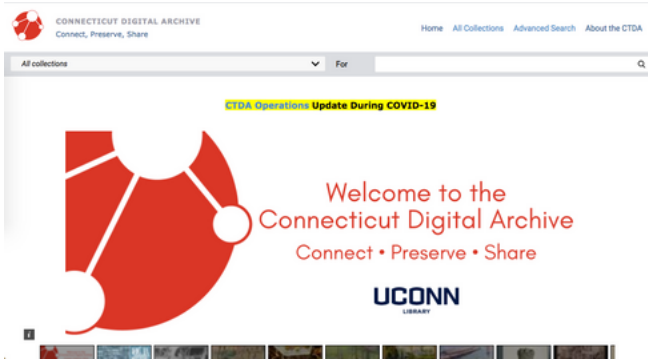 CONNECTICUT DIGITAL ARCHIVE
Connect, Preserve, Share
Home All Collections Advanced Search About the CTDA
All collections For
CTDA Operations Update During COVID-19
Welcome to the
Connecticut Digital Archive
Connect • Preserve • Share
UCONN
LIBRARY
i